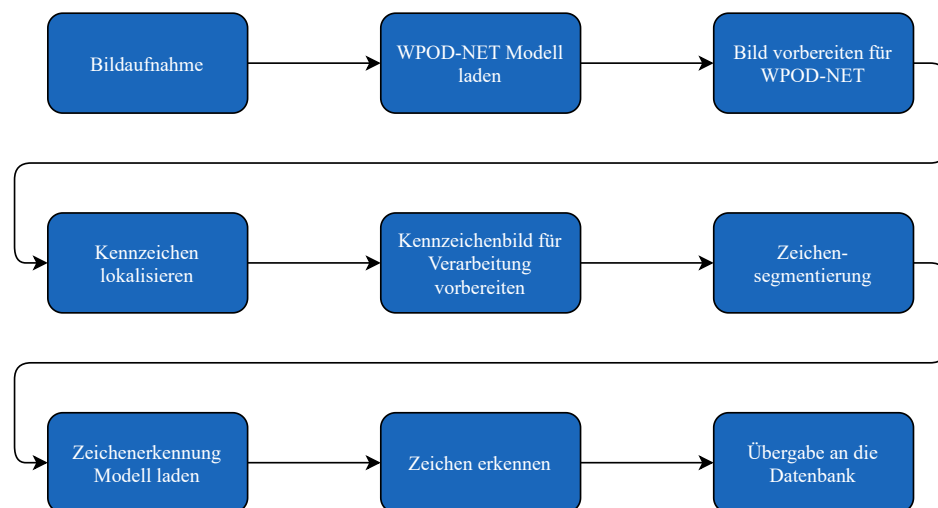 Bildaufnahme
WPOD-NET Modell
laden
Bild vorbereiten für
WPOD-NET
Kennzeichen
lokalisieren
Kennzeichenbild für
Verarbeitung
vorbereiten
Zeichen-
segmentierung
Zeichenerkennung
Modell laden
Zeichen erkennen
Übergabe an die
Datenbank